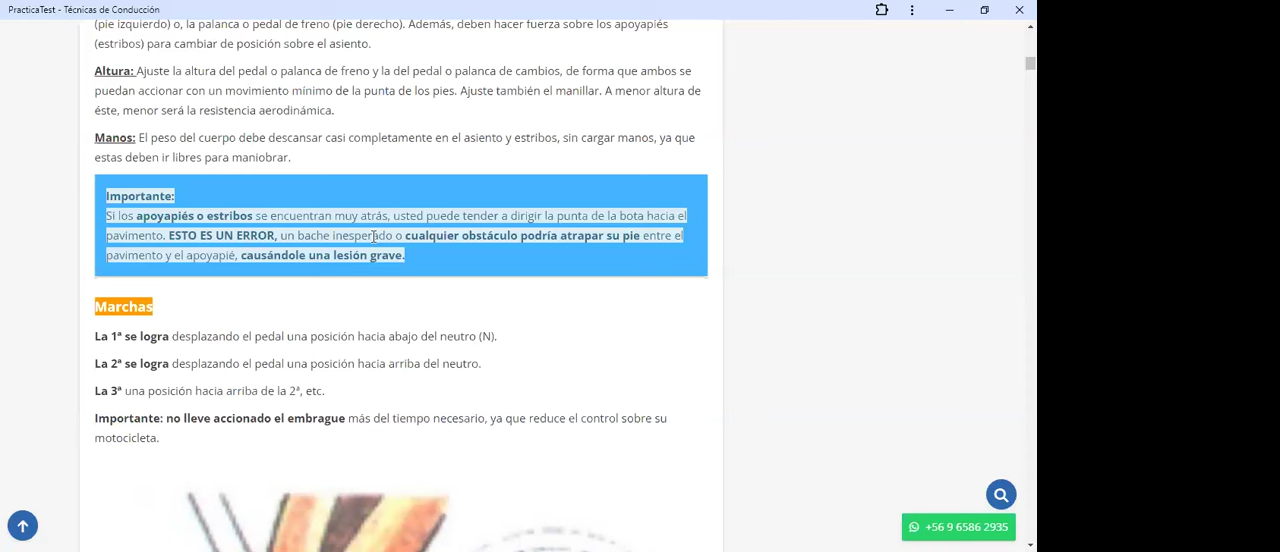 PracticaTest - Técnicas de Conducción
(pie izquierdo) o, la palanca o pedal de freno (pie derecho). Además, deben hacer fuerza sobre los apoyapiés
(estribos) para cambiar de posición sobre el asiento.
Altura: Ajuste la altura del pedal o palanca de freno y la del pedal o palanca de cambios, de forma que ambos se
puedan accionar con un movimiento mínimo de la punta de los pies. Ajuste también el manillar. A menor altura de
éste, menor será la resistencia aerodinámica.
Manos: El peso del cuerpo debe descansar casi completamente en el asiento y estribos, sin cargar manos, ya que
estas deben ir libres para maniobrar.
Importante:
Si los apoyapiés o estribos se encuentran muy atrás, usted puede tender a dirigir la punta de la bota hacia el
pavimento. ESTO ES UN ERROR, un bache inesperado o cualquier obstáculo podría atrapar su pie entre el
pavimento y el apoyapié, causándole una lesión grave.
Marchas
La 1ª se logra desplazando el pedal una posición hacia abajo del neutro (N).
La 2ª se logra desplazando el pedal una posición hacia arriba del neutro.
La 3ª una posición hacia arriba de la 2ª, etc.
Importante: no lleve accionado el embrague más del tiempo necesario, ya que reduce el control sobre su
motocicleta.
+56 9 6586 2935